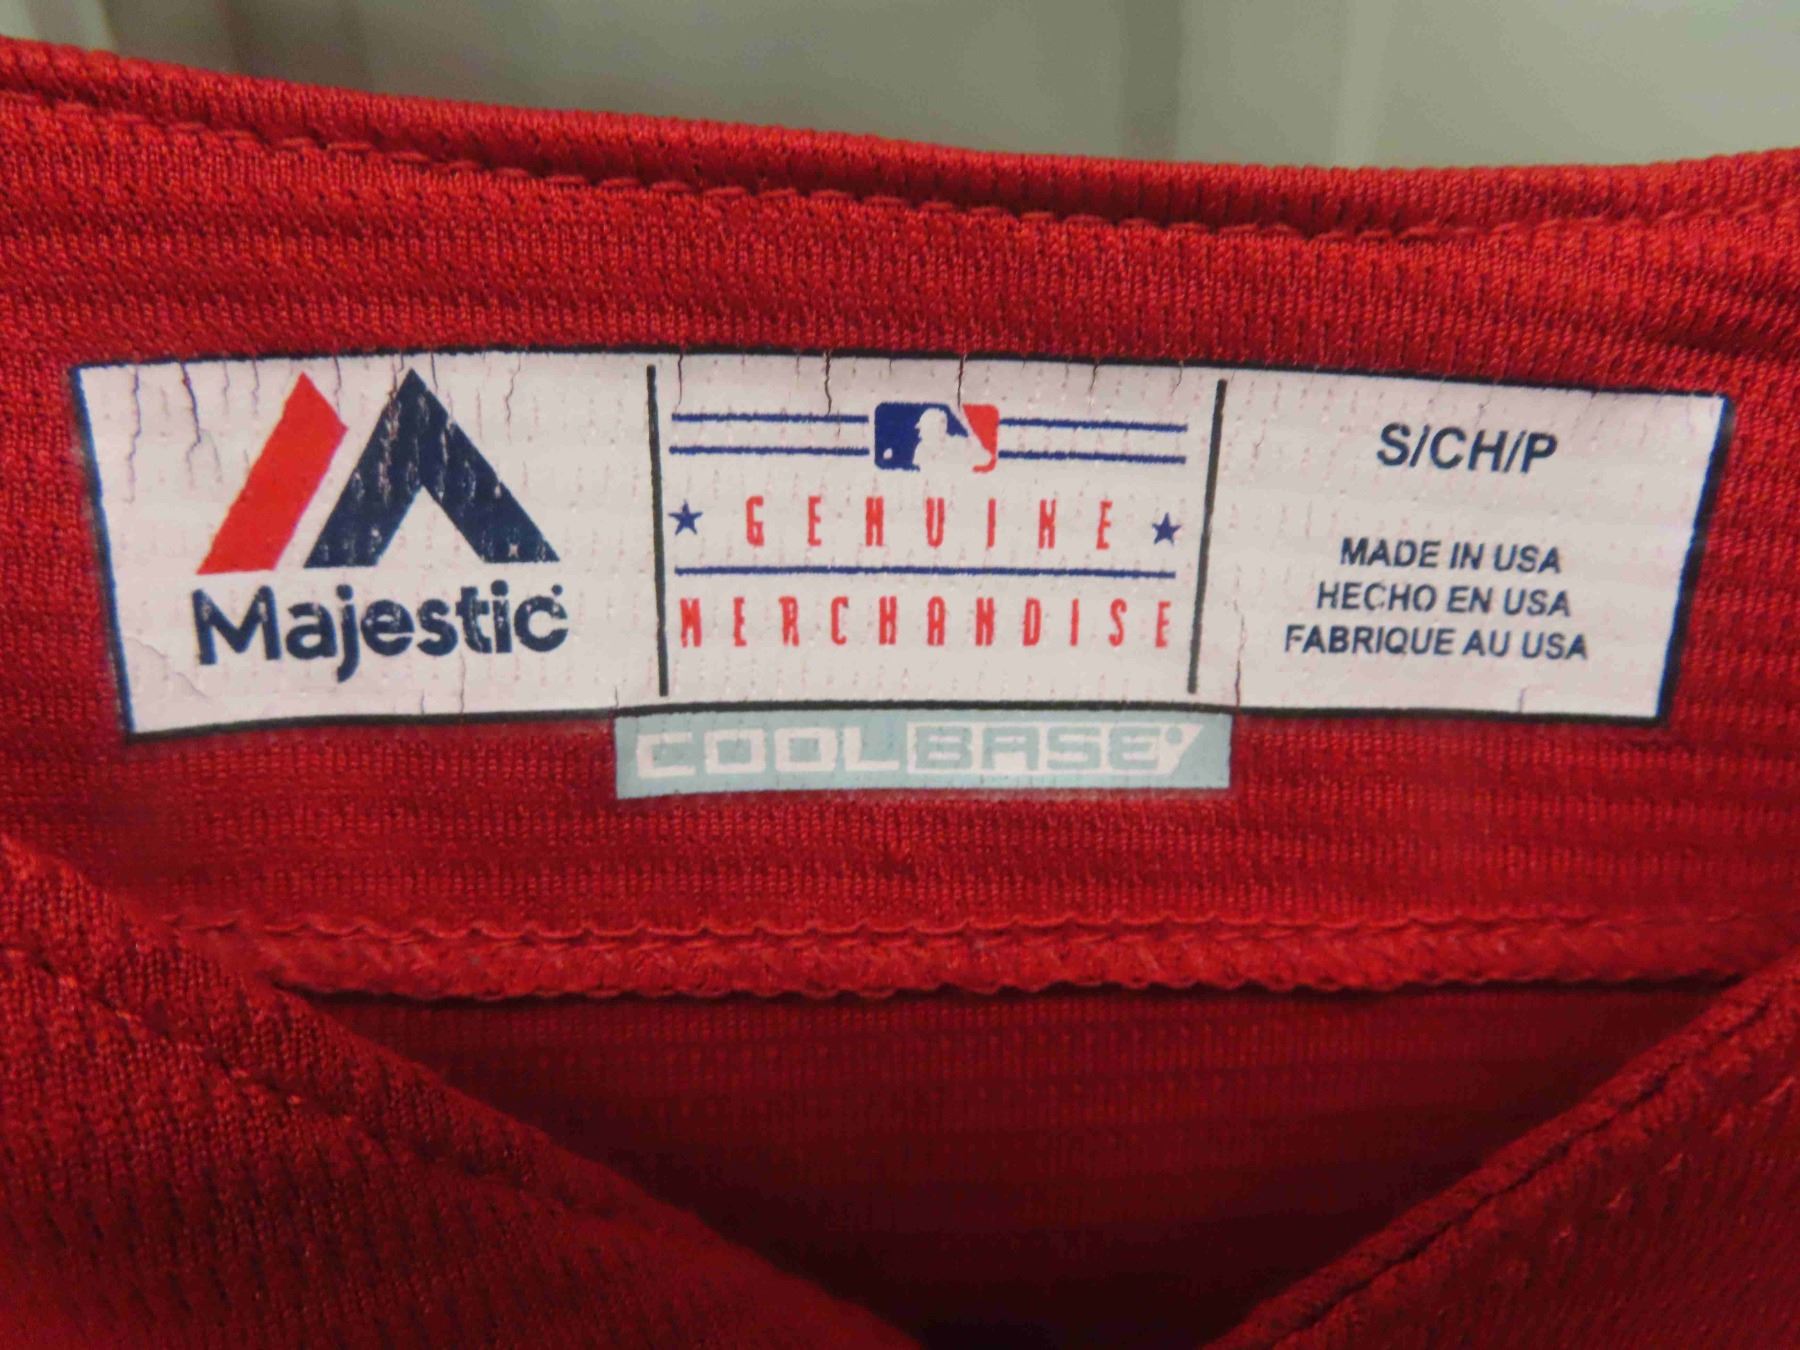 Majestic
GENUINE
MERCHANDISE
S/CH/P
MADE IN USA
HECHO EN USA
FABRIQUE AU USA
COOLBASE